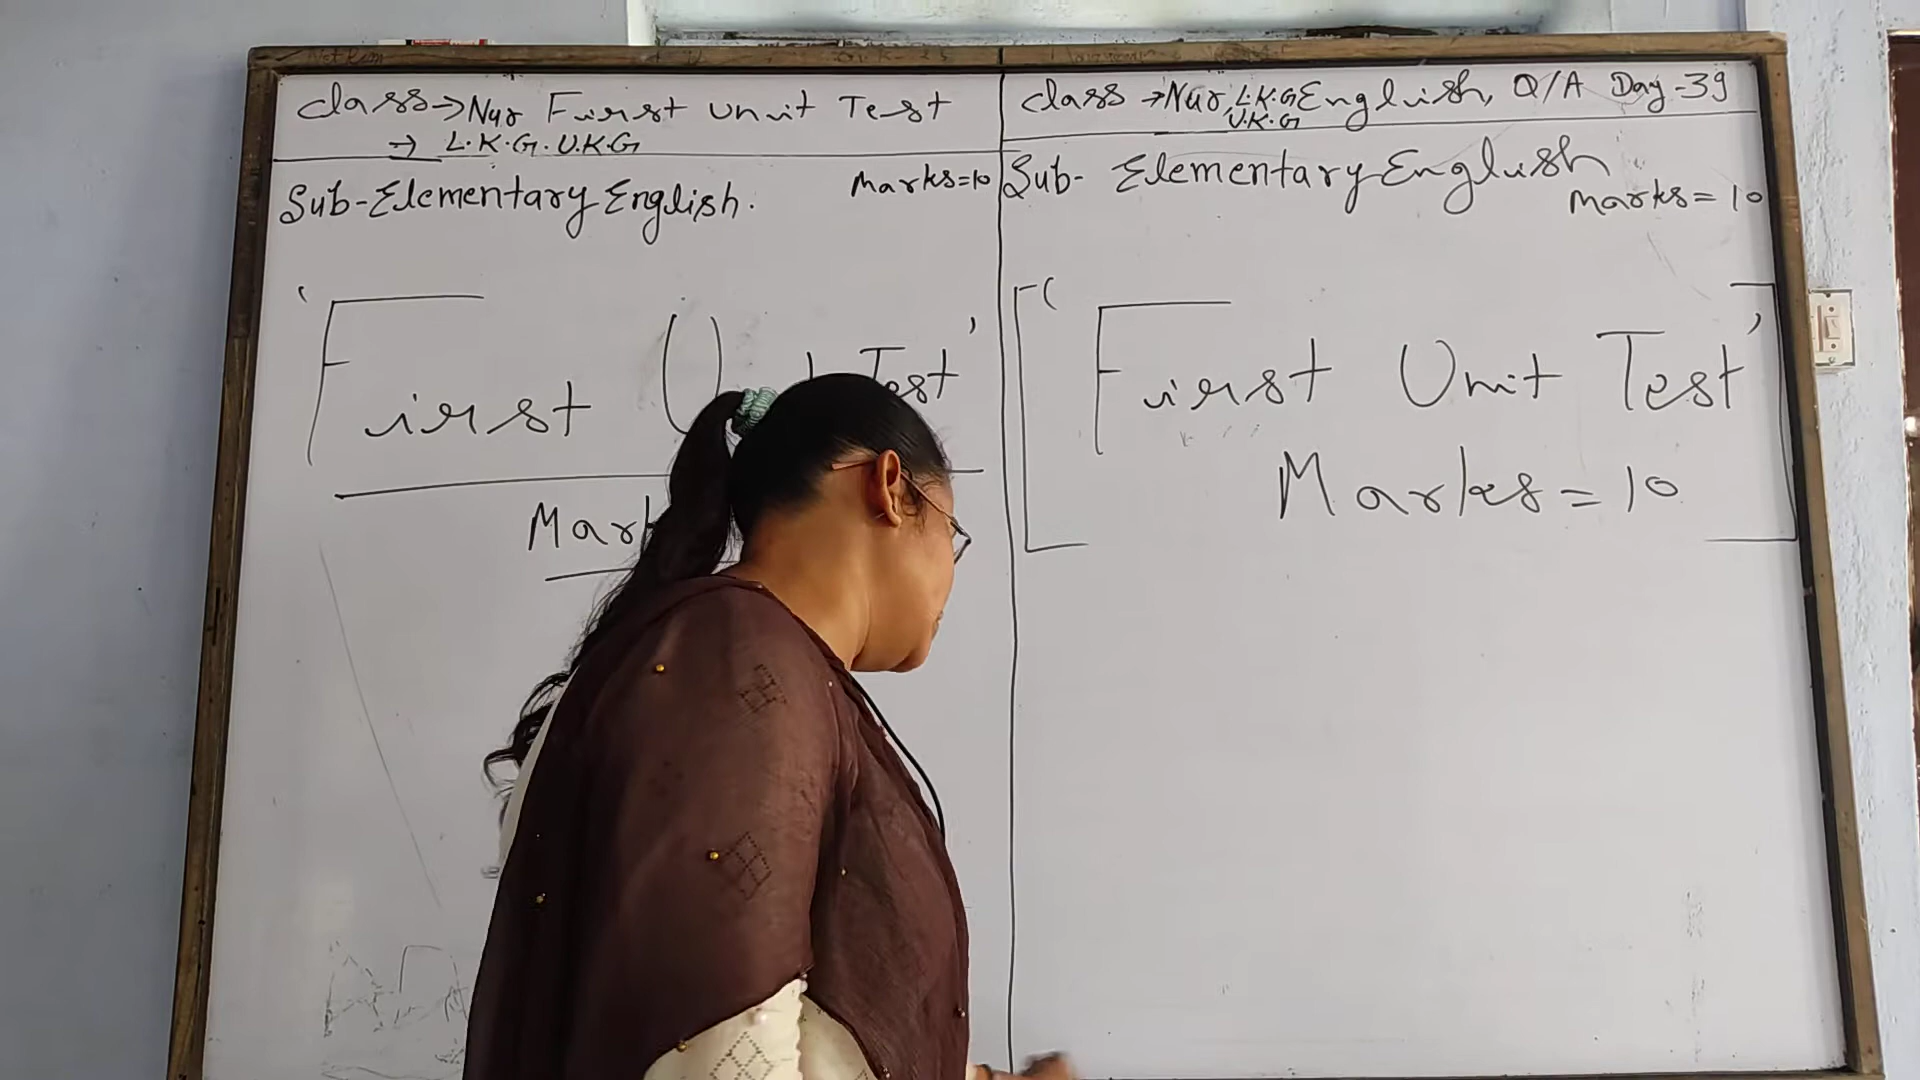 Class → Nur First Unit Test
→ L.K.G. U.K.G
Sub-Elementary English.
Marks=10
'First U Test'
Mark
Class → Nur, L.K.G English, Q/A Day-39
U.K.G
Sub- Elementary English
Marks=10
'First Unit Test'
Marks=10